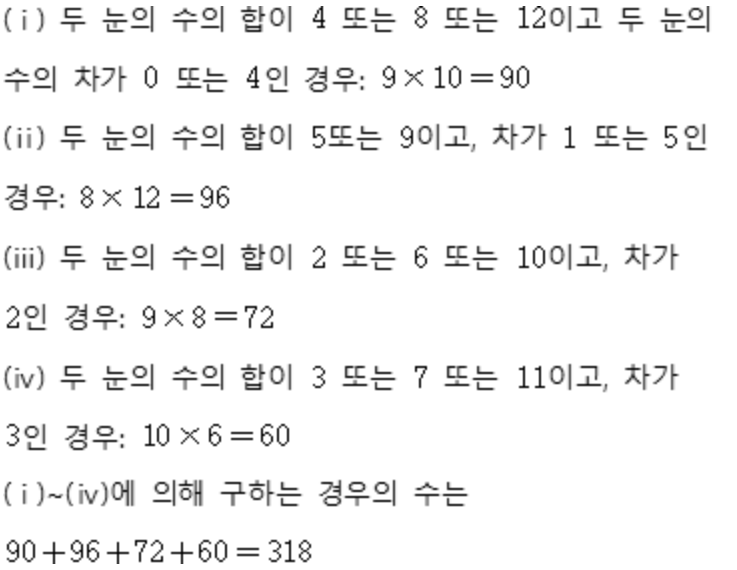 (ⅰ) 두 눈의 수의 합이 4 또는 8 또는 12이고 두 눈의
수의 차가 0 또는 4인 경우: 9×10=90
(ii) 두 눈의 수의 합이 5또는 9이고, 차가 1 또는 5인
경우: 8×12=96
(iii) 두 눈의 수의 합이 2 또는 6 또는 10이고, 차가
2인 경우: 9×8=72
(ⅳ) 두 눈의 수의 합이 3 또는 7 또는 11이고, 차가
3인 경우: 10×6=60
(ⅰ)~(ⅳ)에 의해 구하는 경우의 수는
90+96+72+60=318